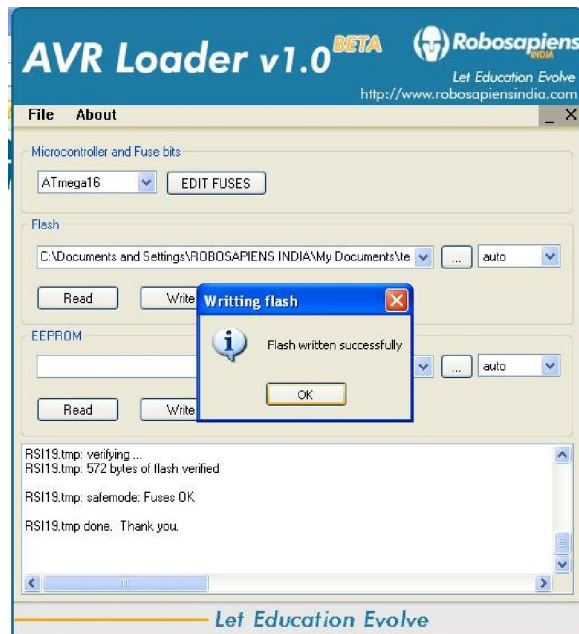 AVR Loader v1.0 BETA
Robosapiens
INDIA
Let Education Evolve
http://www.robosapiensindia.com
File About
Microcontroller and Fuse bits
ATmega16 EDIT FUSES
Flash
C:\Documents and Settings\ROBOSAPIENS INDIA\My Documents\te ... auto
Read Write
Writting flash
Flash written successfully
OK
EEPROM
... auto
Read Write
RSI19.tmp: verifying ...
RSI19.tmp: 572 bytes of flash verified
RSI19.tmp: safemode: Fuses OK
RSI19.tmp done. Thank you.
Let Education Evolve